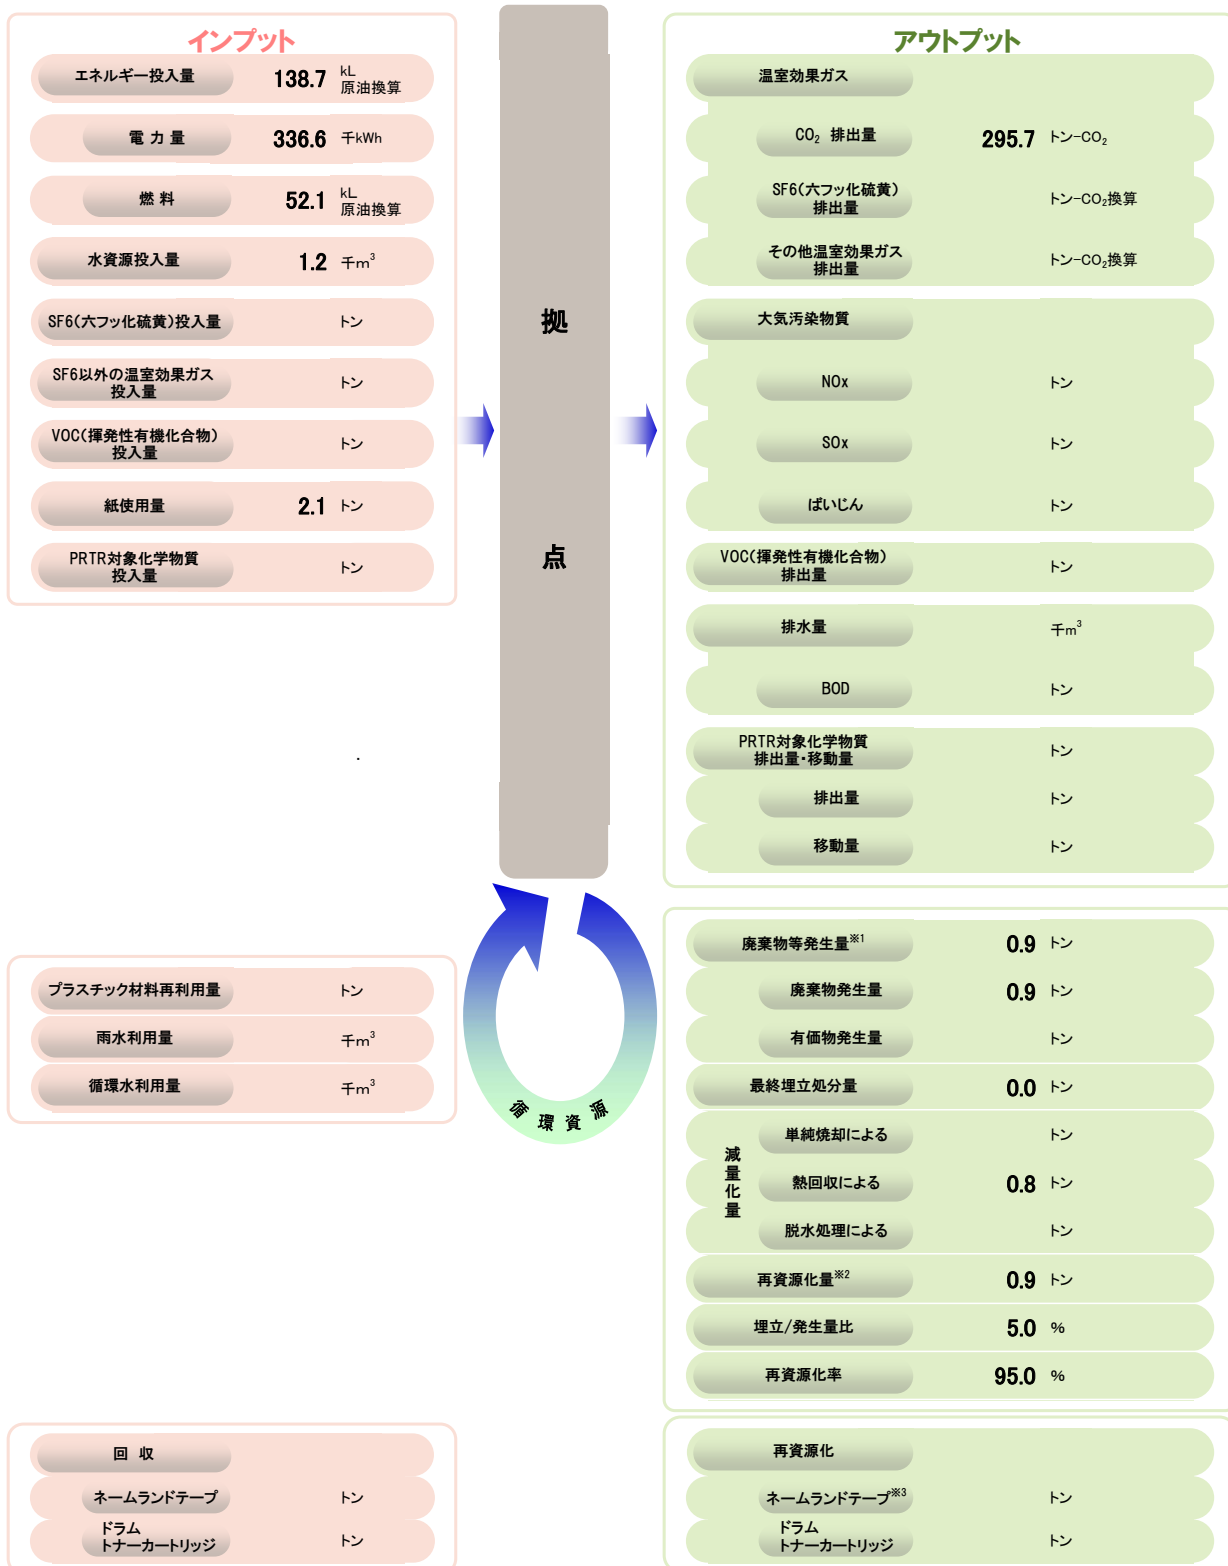 インプット
エネルギー投入量 138.7 kL
原油換算
電 力 量 336.6 千kWh
燃 料 52.1 kL
原油換算
水資源投入量 1.2 千m³
SF6(六フッ化硫黄)投入量 トン
SF6以外の温室効果ガス
投入量 トン
VOC(揮発性有機化合物)
投入量 トン
紙使用量 2.1 トン
PRTR対象化学物質
投入量 トン
拠
点
アウトプット
温室効果ガス
CO₂ 排出量 295.7 トン-CO₂
SF6(六フッ化硫黄)
排出量 トン-CO₂換算
その他温室効果ガス
排出量 トン-CO₂換算
大気汚染物質
NOx トン
SOx トン
ばいじん トン
VOC(揮発性有機化合物)
排出量 トン
排水量 千m³
BOD トン
PRTR対象化学物質
排出量・移動量 トン
排出量 トン
移動量 トン
プラスチック材料再利用量 トン
雨水利用量 千m³
循環水利用量 千m³
循環資源
廃棄物等発生量※1 0.9 トン
廃棄物発生量 0.9 トン
有価物発生量 トン
最終埋立処分量 0.0 トン
減量化量
単純焼却による トン
熱回収による 0.8 トン
脱水処理による トン
再資源化量※2 0.9 トン
埋立/発生量比 5.0 %
再資源化率 95.0 %
回 収
ネームランドテープ トン
ドラム
トナーカートリッジ トン
再資源化
ネームランドテープ※3 トン
ドラム
トナーカートリッジ トン